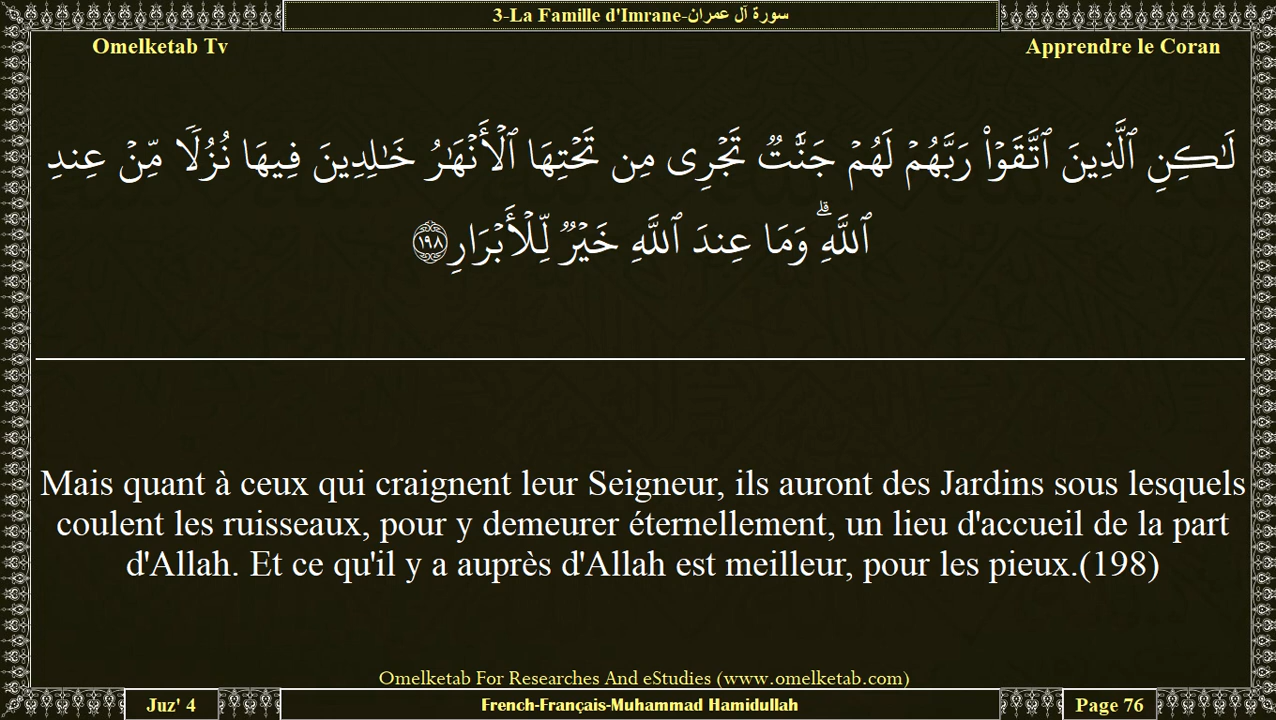 3-La Famille d'Imrane-سورة آل عمران
Omelketab Tv
Apprendre le Coran
لَٰكِنِ ٱلَّذِينَ ٱتَّقَوۡاْ رَبَّهُمۡ لَهُمۡ جَنَّٰتٞ تَجۡرِي مِن تَحۡتِهَا ٱلۡأَنۡهَٰرُ خَٰلِدِينَ فِيهَا نُزُلٗا مِّنۡ عِندِ
ٱللَّهِۗ وَمَا عِندَ ٱللَّهِ خَيۡرٞ لِّلۡأَبۡرَارِ ١٩٨
Mais quant à ceux qui craignent leur Seigneur, ils auront des Jardins sous lesquels
coulent les ruisseaux, pour y demeurer éternellement, un lieu d'accueil de la part
d'Allah. Et ce qu'il y a auprès d'Allah est meilleur, pour les pieux.(198)
Omelketab For Researches And eStudies (www.omelketab.com)
Juz' 4
French-Français-Muhammad Hamidullah
Page 76